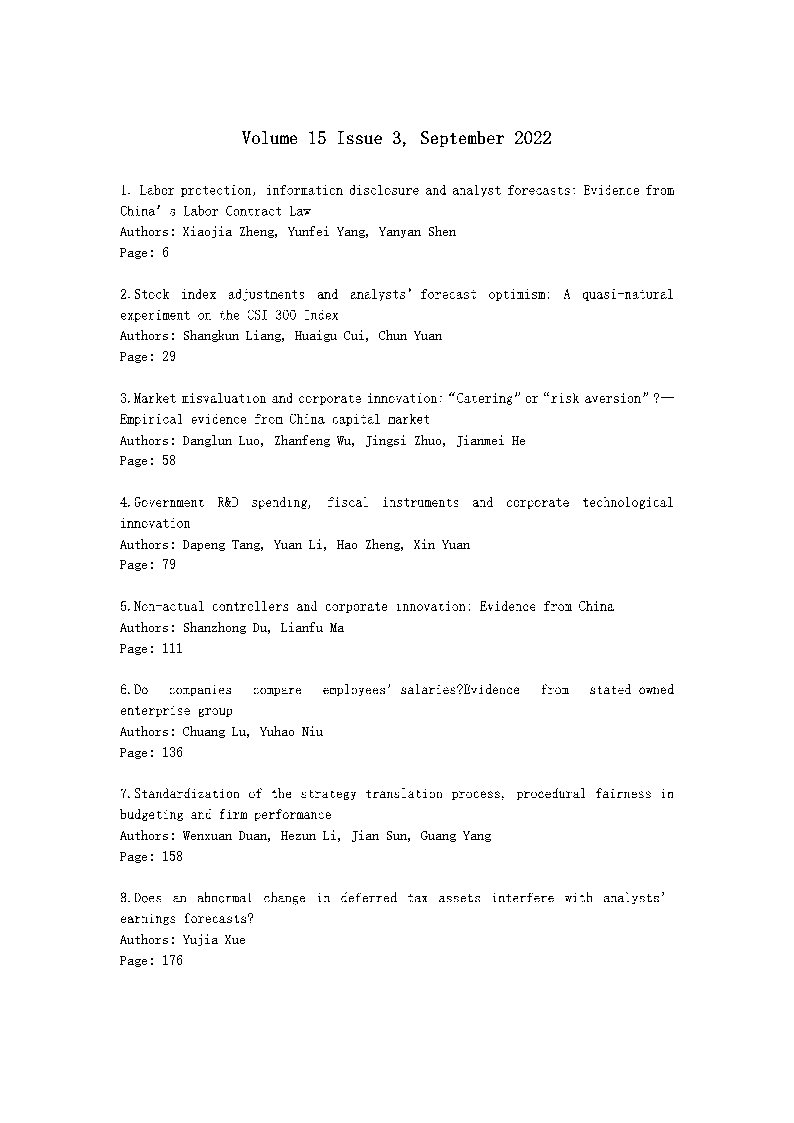 Volume 15 Issue 3, September 2022
1. Labor protection, information disclosure and analyst forecasts: Evidence from
China’s Labor Contract Law
Authors: Xiaojia Zheng, Yunfei Yang, Yanyan Shen
Page: 6
2.Stock index adjustments and analysts’ forecast optimism: A quasi-natural
experiment on the CSI 300 Index
Authors: Shangkun Liang, Huaigu Cui, Chun Yuan
Page: 29
3.Market misvaluation and corporate innovation: “Catering” or “risk aversion”?—
Empirical evidence from China capital market
Authors: Danglun Luo, Zhanfeng Wu, Jingsi Zhuo, Jianmei He
Page: 58
4.Government R&D spending, fiscal instruments and corporate technological
innovation
Authors: Dapeng Tang, Yuan Li, Hao Zheng, Xin Yuan
Page: 79
5.Non-actual controllers and corporate innovation: Evidence from China
Authors: Shanzhong Du, Lianfu Ma
Page: 111
6.Do companies compare employees’ salaries?Evidence from stated-owned
enterprise group
Authors: Chuang Lu, Yuhao Niu
Page: 136
7.Standardization of the strategy translation process, procedural fairness in
budgeting and firm performance
Authors: Wenxuan Duan, Hezun Li, Jian Sun, Guang Yang
Page: 158
8.Does an abnormal change in deferred tax assets interfere with analysts’
earnings forecasts?
Authors: Yujia Xue
Page: 176